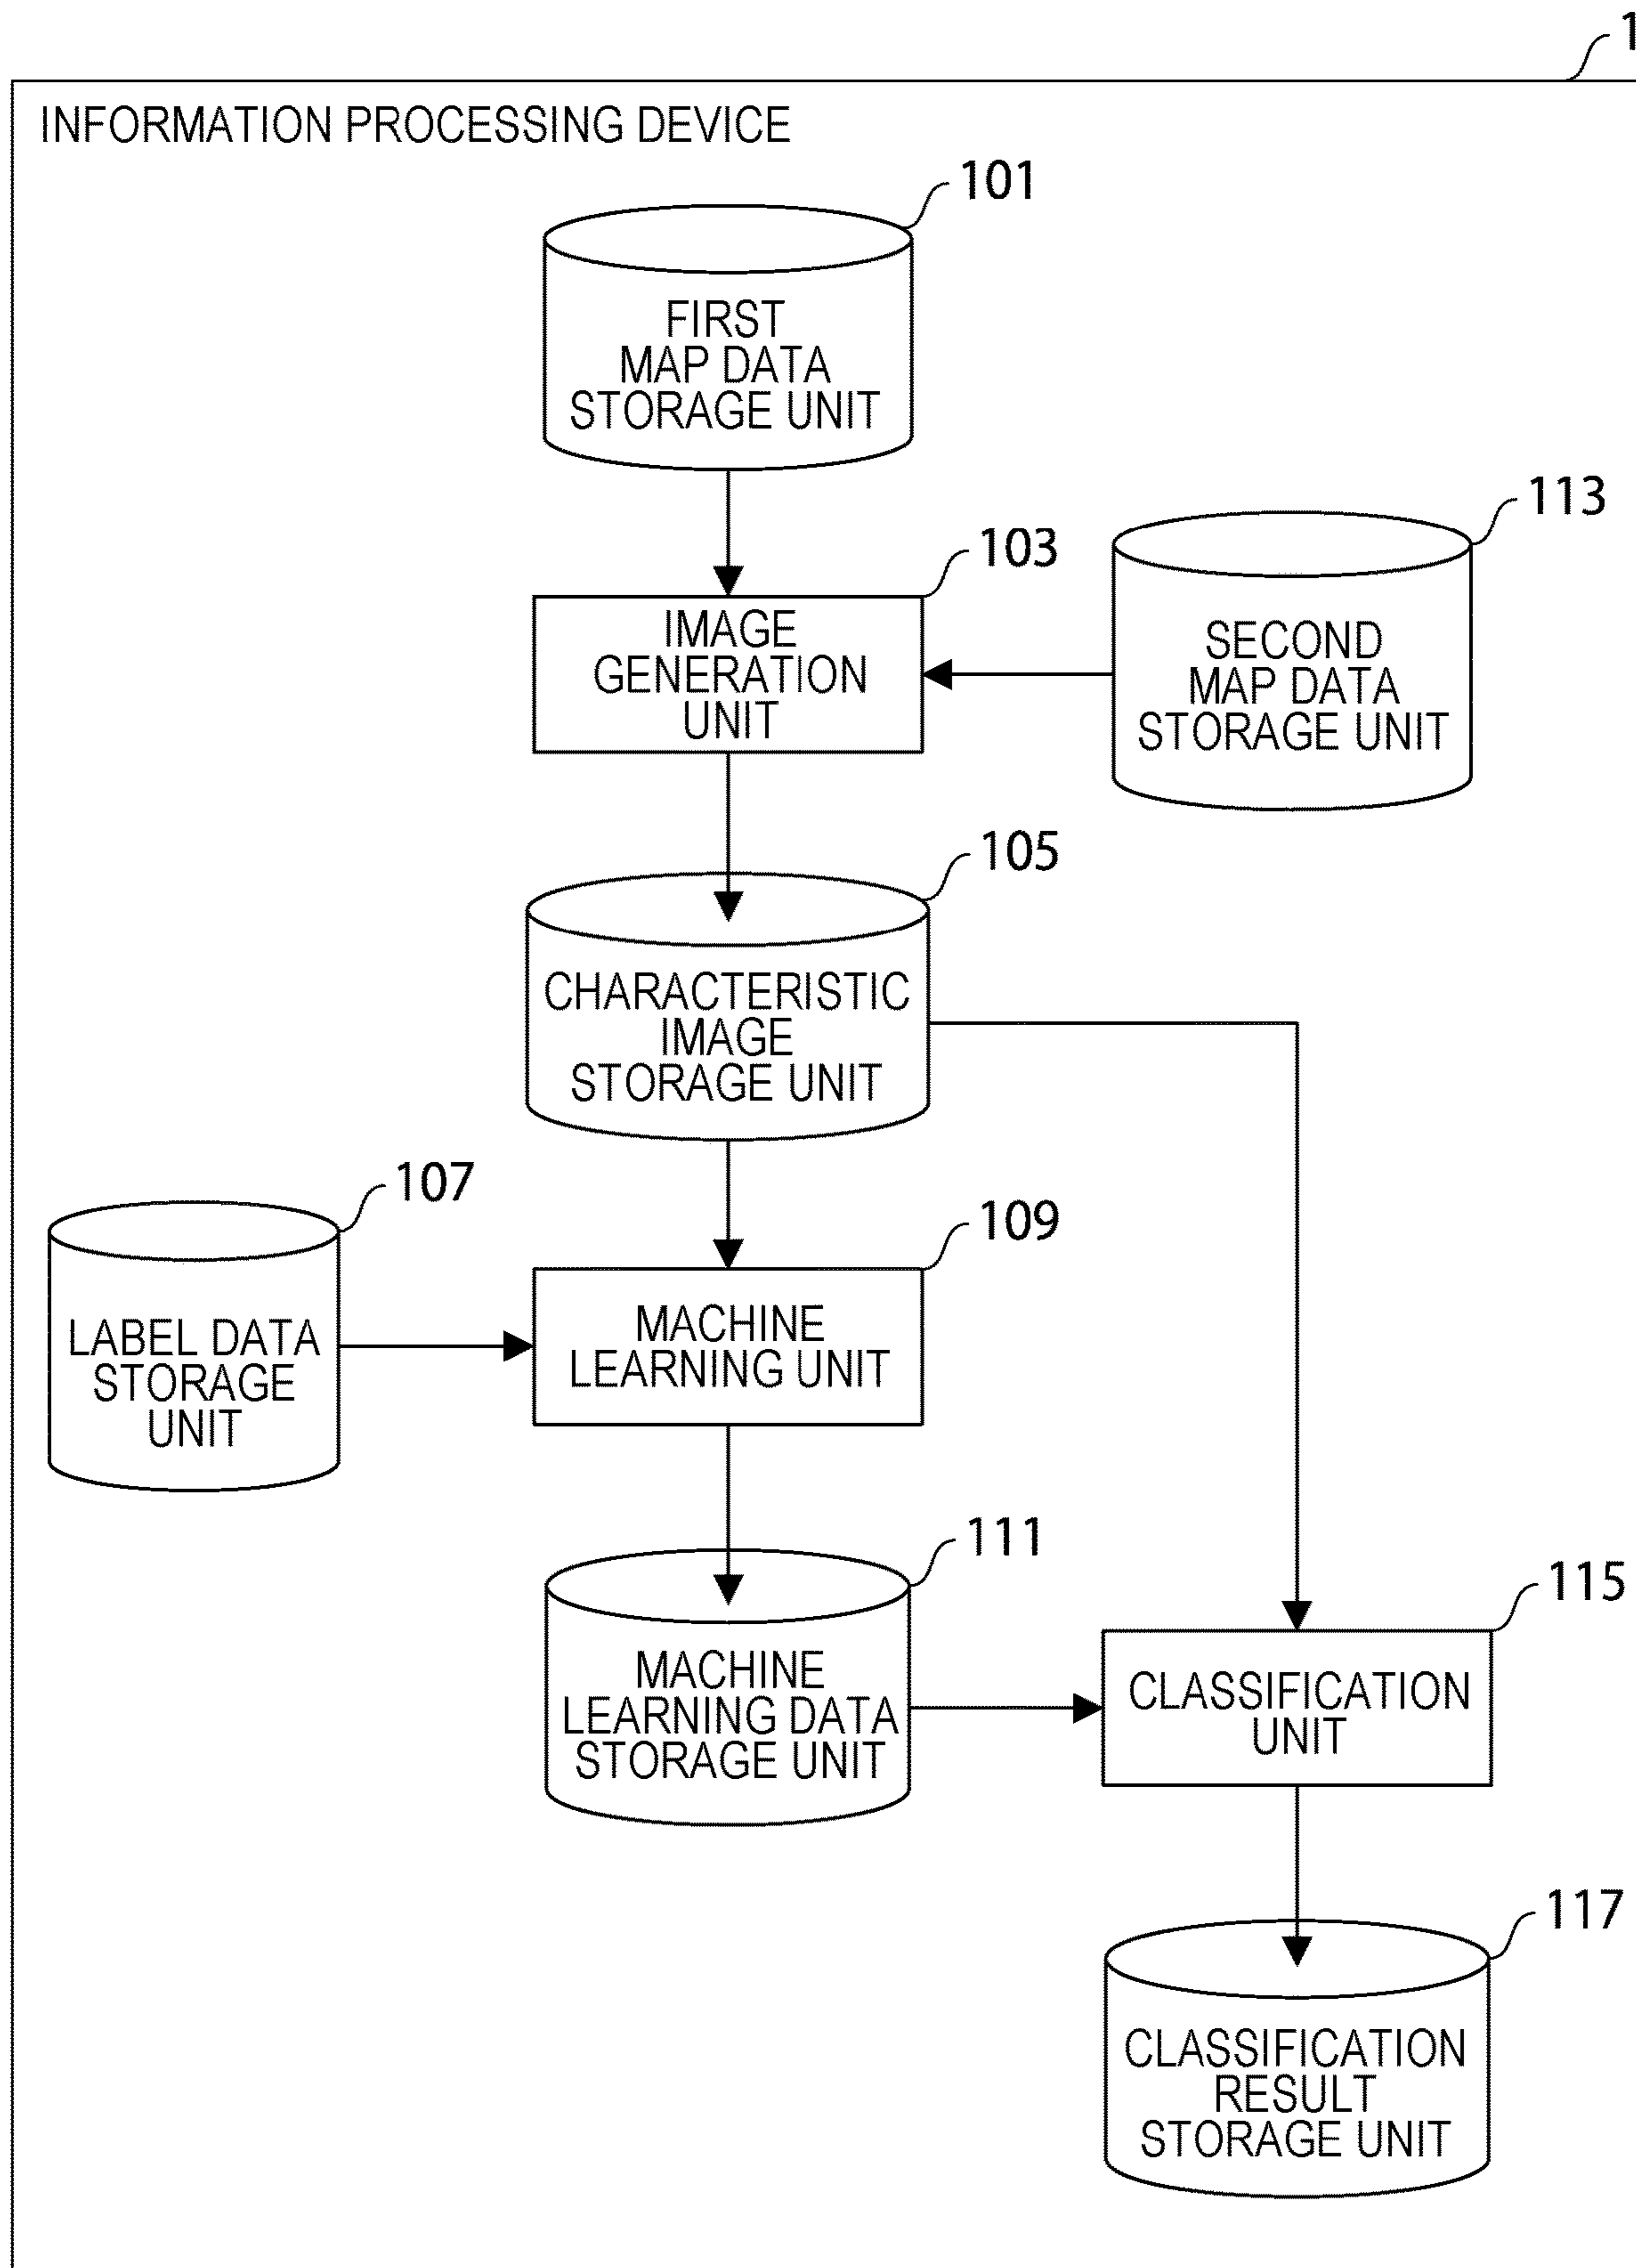 1
INFORMATION PROCESSING DEVICE
101
FIRST
MAP DATA
STORAGE UNIT
113
103
IMAGE
GENERATION
UNIT
SECOND
MAP DATA
STORAGE UNIT
105
CHARACTERISTIC
IMAGE
STORAGE UNIT
107
109
LABEL DATA
STORAGE
UNIT
MACHINE
LEARNING UNIT
111
115
MACHINE
LEARNING DATA
STORAGE UNIT
CLASSIFICATION
UNIT
117
CLASSIFICATION
RESULT
STORAGE UNIT